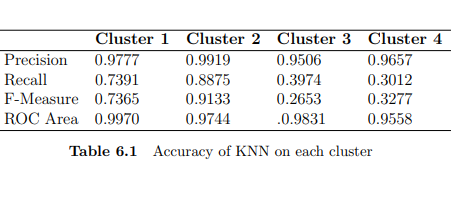 Cluster 1 Cluster 2 Cluster 3 Cluster 4
Precision 0.9777 0.9919 0.9506 0.9657
Recall 0.7391 0.8875 0.3974 0.3012
F-Measure 0.7365 0.9133 0.2653 0.3277
ROC Area 0.9970 0.9744 .0.9831 0.9558
Table 6.1 Accuracy of KNN on each cluster